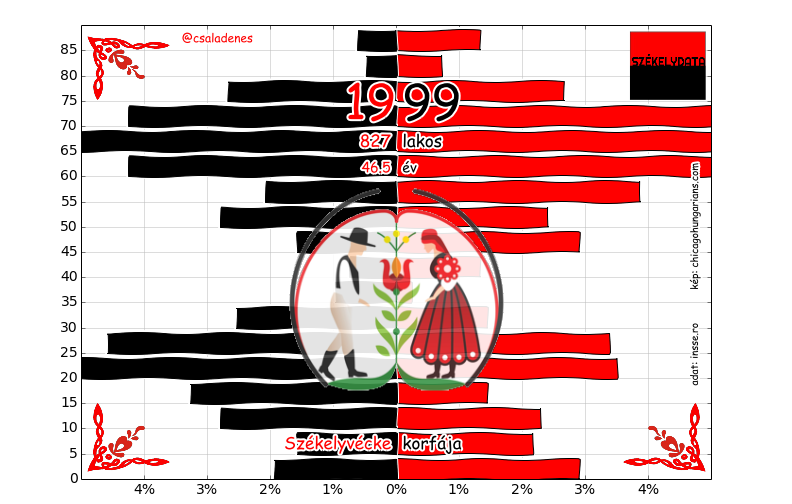 @csaladenes
SZÉKELYDATA
1999
827 lakos
46.5 év
kép: chicagohungarians.com
adat: insse.ro
Székelyvécke korfája
85
80
75
70
65
60
55
50
45
40
35
30
25
20
15
10
5
0
4% 3% 2% 1% 0% 1% 2% 3% 4%